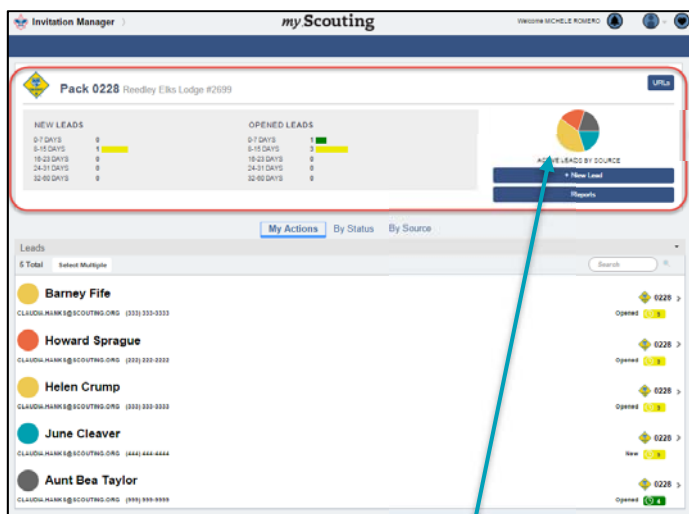 Invitation Manager
my.Scouting
Welcome MICHELE ROMERO
Pack 0228 Reedley Elks Lodge #2699
URLs
NEW LEADS
0-7 DAYS 0
8-15 DAYS 1
16-23 DAYS 0
24-31 DAYS 0
32-60 DAYS 0
OPENED LEADS
0-7 DAYS 1
8-15 DAYS 3
16-23 DAYS 0
24-31 DAYS 0
32-60 DAYS 0
ACTIVE LEADS BY SOURCE
+ New Lead
Reports
My Actions By Status By Source
Leads
5 Total Select Multiple
Search
Barney Fife
0228
CLAUDIA.HANKS@SCOUTING.ORG (333) 333-3333
Opened
Howard Sprague
0228
CLAUDIA.HANKS@SCOUTING.ORG (222) 222-2222
Opened
Helen Crump
0228
CLAUDIA.HANKS@SCOUTING.ORG (333) 333-3333
Opened
June Cleaver
0228
CLAUDIA.HANKS@SCOUTING.ORG (444) 444-4444
New
Aunt Bea Taylor
0228
CLAUDIA.HANKS@SCOUTING.ORG (999) 999-9999
Opened 4